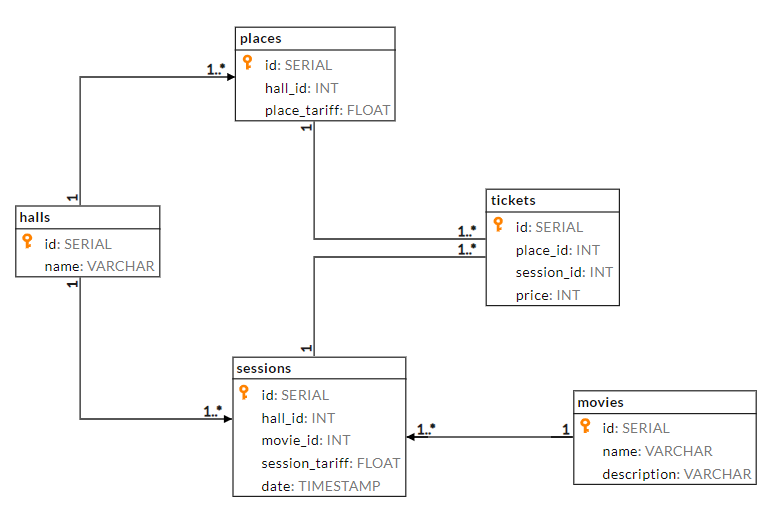 places
id: SERIAL
hall_id: INT
place_tariff: FLOAT
1..*
1
1
halls
id: SERIAL
name: VARCHAR
1
tickets
id: SERIAL
place_id: INT
session_id: INT
price: INT
1..*
1..*
1
sessions
id: SERIAL
hall_id: INT
movie_id: INT
session_tariff: FLOAT
date: TIMESTAMP
1..*
1..*
1
movies
id: SERIAL
name: VARCHAR
description: VARCHAR